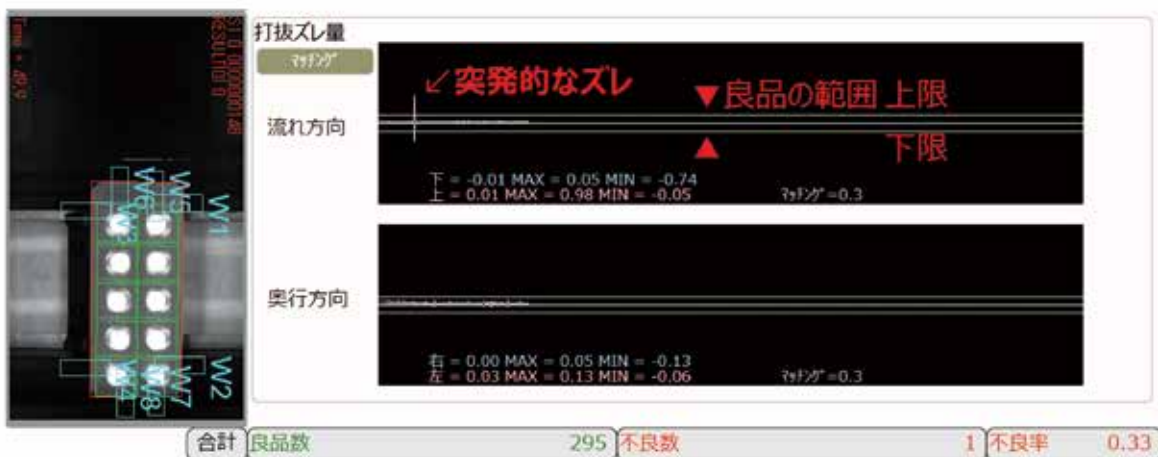 打抜ズレ量
ﾏｯﾁﾝｸﾞ
流れ方向
↙突発的なズレ
▼良品の範囲 上限
▲ 下限
下 = -0.01 MAX = 0.05 MIN = -0.74
上 = 0.01 MAX = 0.98 MIN = -0.05
ﾏｯﾁﾝｸﾞ=0.3
奥行方向
右 = 0.00 MAX = 0.05 MIN = -0.13
左 = 0.03 MAX = 0.13 MIN = -0.06
ﾏｯﾁﾝｸﾞ=0.3
W6
W5
W1
W3
W4
W8
W7
W2
合計 良品数 295 不良数 1 不良率 0.33